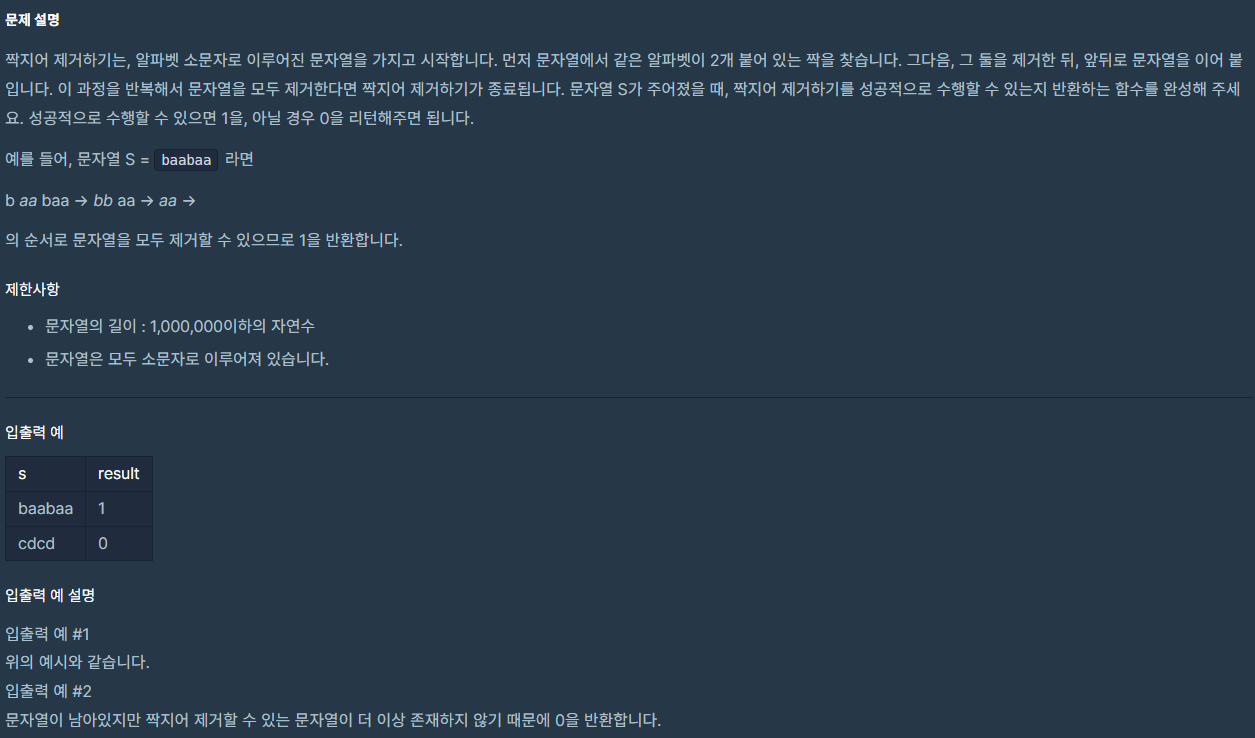 문제 설명
짝지어 제거하기는, 알파벳 소문자로 이루어진 문자열을 가지고 시작합니다. 먼저 문자열에서 같은 알파벳이 2개 붙어 있는 짝을 찾습니다. 그다음, 그 둘을 제거한 뒤, 앞뒤로 문자열을 이어 붙
입니다. 이 과정을 반복해서 문자열을 모두 제거한다면 짝지어 제거하기가 종료됩니다. 문자열 S가 주어졌을 때, 짝지어 제거하기를 성공적으로 수행할 수 있는지 반환하는 함수를 완성해 주세
요. 성공적으로 수행할 수 있으면 1을, 아닐 경우 0을 리턴해주면 됩니다.
예를 들어, 문자열 S = baabaa 라면
b aa baa → bb aa → aa →
의 순서로 문자열을 모두 제거할 수 있으므로 1을 반환합니다.
제한사항
• 문자열의 길이 : 1,000,000이하의 자연수
• 문자열은 모두 소문자로 이루어져 있습니다.
입출력 예
s result
baabaa 1
cdcd 0
입출력 예 설명
입출력 예 #1
위의 예시와 같습니다.
입출력 예 #2
문자열이 남아있지만 짝지어 제거할 수 있는 문자열이 더 이상 존재하지 않기 때문에 0을 반환합니다.